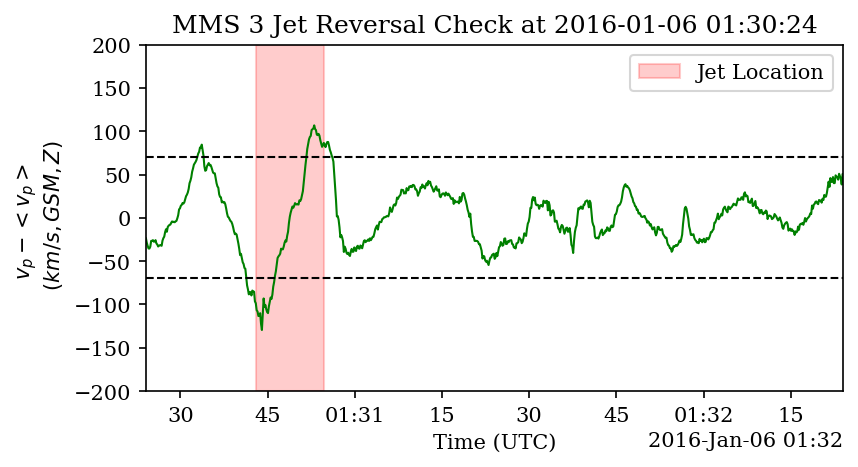 MMS 3 Jet Reversal Check at 2016-01-06 01:30:24
200
150
100
50
0
−50
−100
−150
−200
v_p − <v_p>
(km/s, GSM, Z)
Jet Location
30 45 01:31 15 30 45 01:32 15
Time (UTC)
2016-Jan-06 01:32